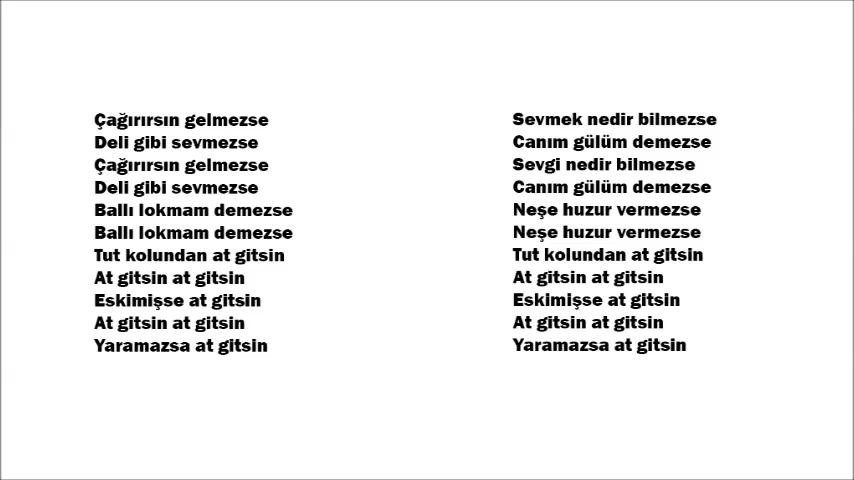 Çağırırsın gelmezse
Deli gibi sevmezse
Çağırırsın gelmezse
Deli gibi sevmezse
Ballı lokmam demezse
Ballı lokmam demezse
Tut kolundan at gitsin
At gitsin at gitsin
Eskimişse at gitsin
At gitsin at gitsin
Yaramazsa at gitsin
Sevmek nedir bilmezse
Canım gülüm demezse
Sevgi nedir bilmezse
Canım gülüm demezse
Neşe huzur vermezse
Neşe huzur vermezse
Tut kolundan at gitsin
At gitsin at gitsin
Eskimişse at gitsin
At gitsin at gitsin
Yaramazsa at gitsin